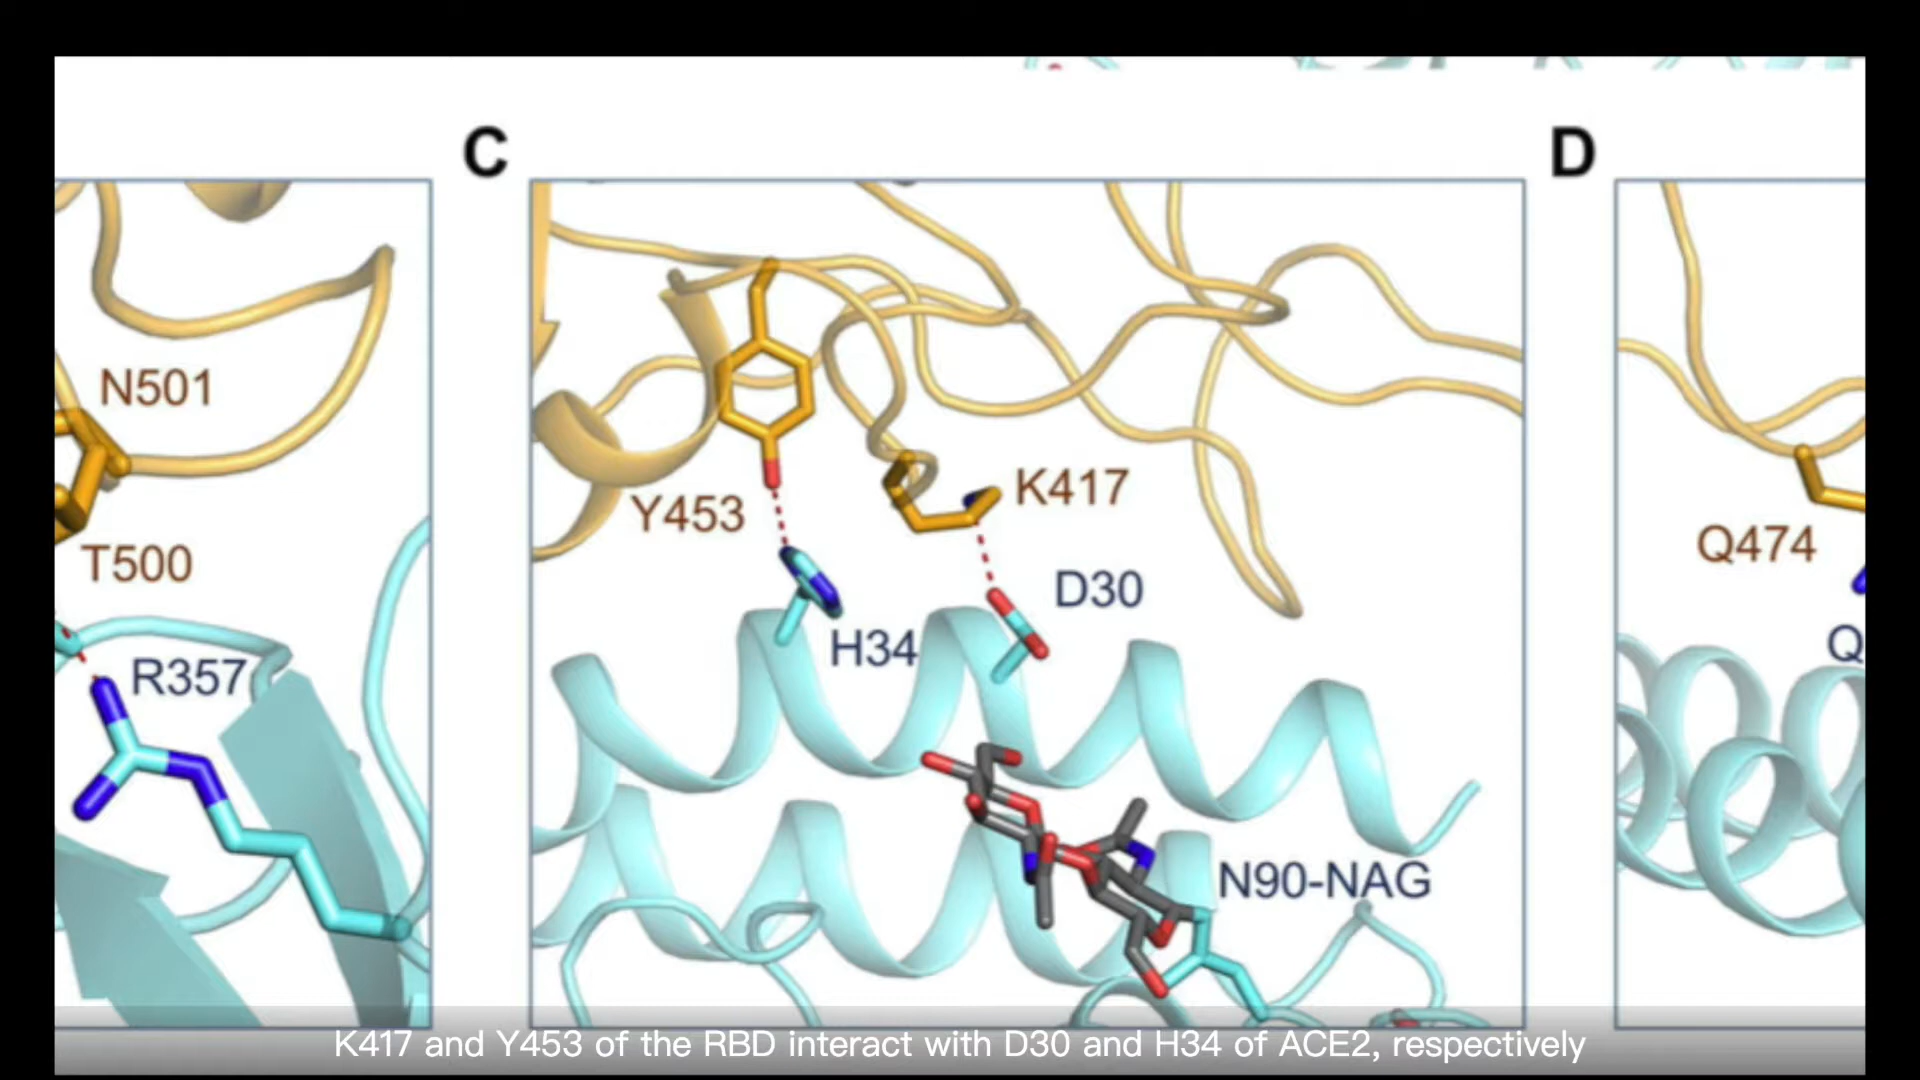 C
D
N501
T500
R357
Y453
K417
D30
H34
N90-NAG
Q474
Q
K417 and Y453 of the RBD interact with D30 and H34 of ACE2, respectively